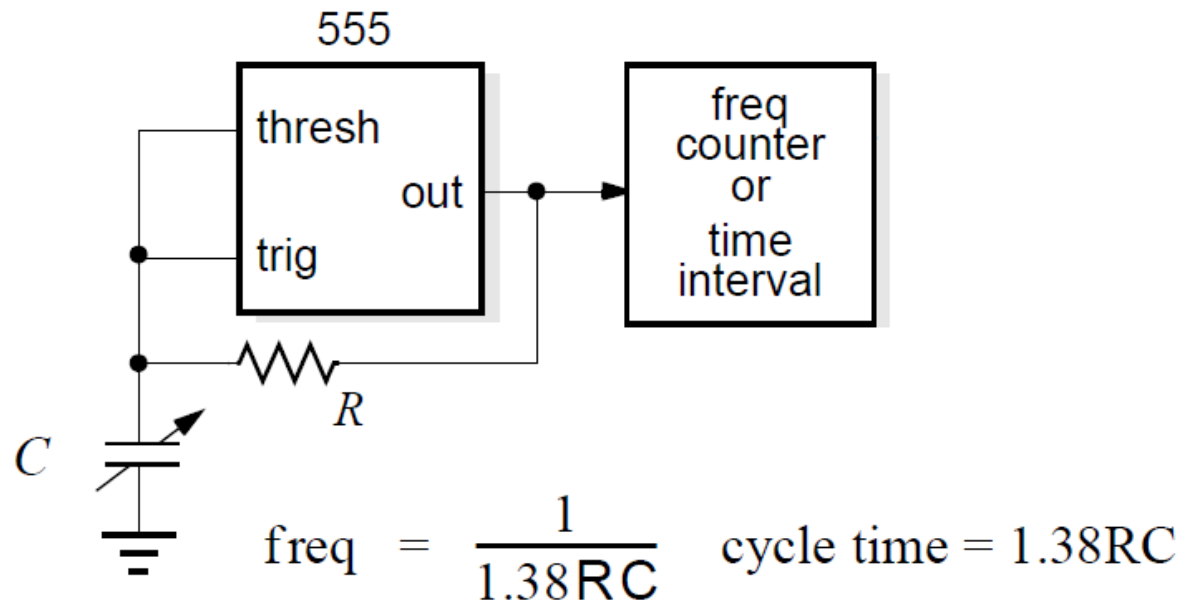 555
thresh
out
trig
freq
counter
or
time
interval
R
C
freq = 1 / 1.38RC cycle time = 1.38RC